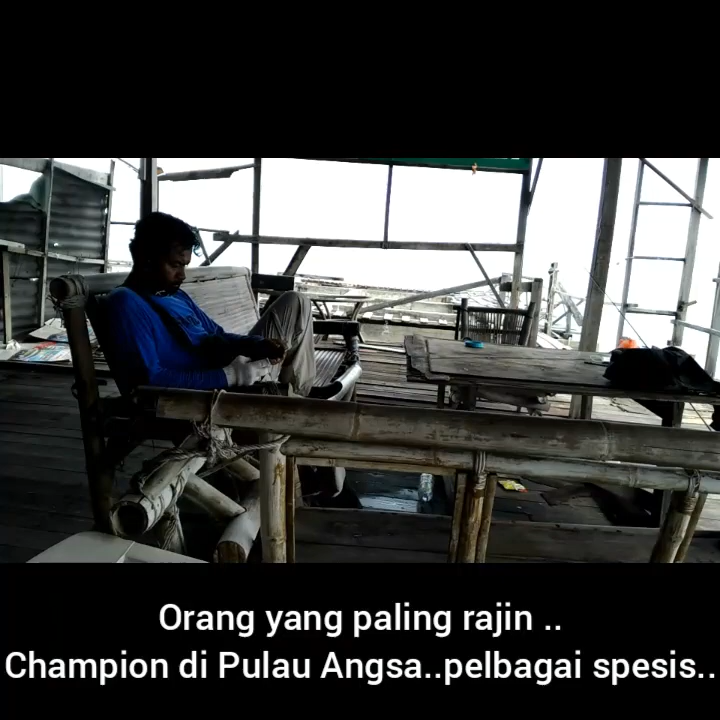 Orang yang paling rajin ..
Champion di Pulau Angsa..pelbagai spesis..